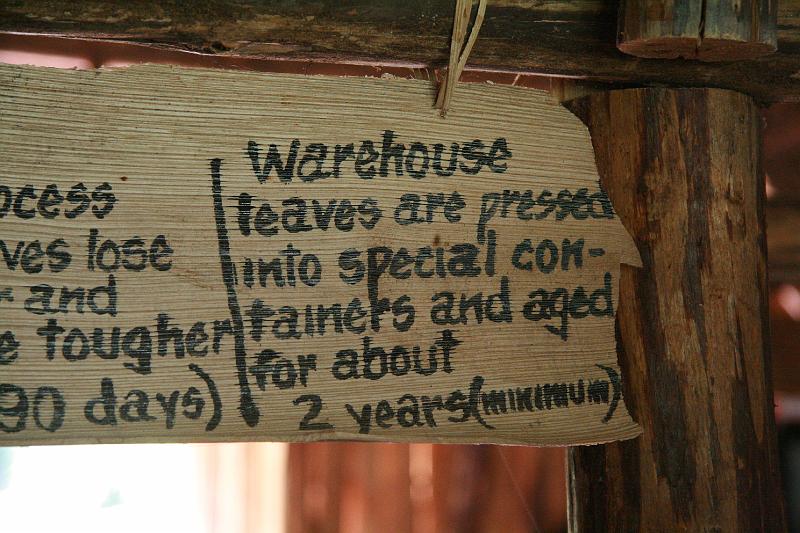 ocess
ves lose
and
e tougher
90 days)
Warehouse
leaves are pressed
into special con-
tainers and aged
for about
2 years (minimum)